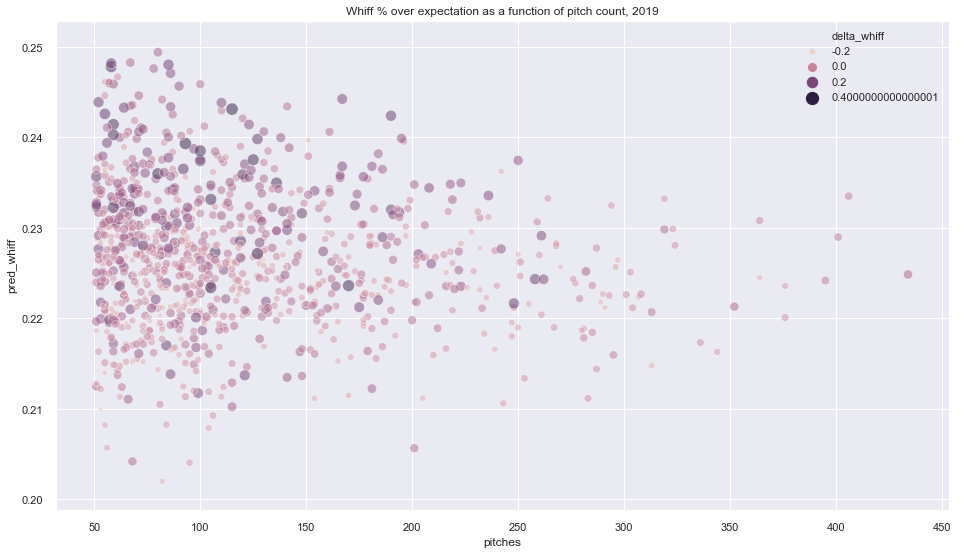 Whiff % over expectation as a function of pitch count, 2019
delta_whiff
-0.2
0.0
0.2
0.4000000000000001
pred_whiff
0.25
0.24
0.23
0.22
0.21
0.20
50 100 150 200 250 300 350 400 450
pitches